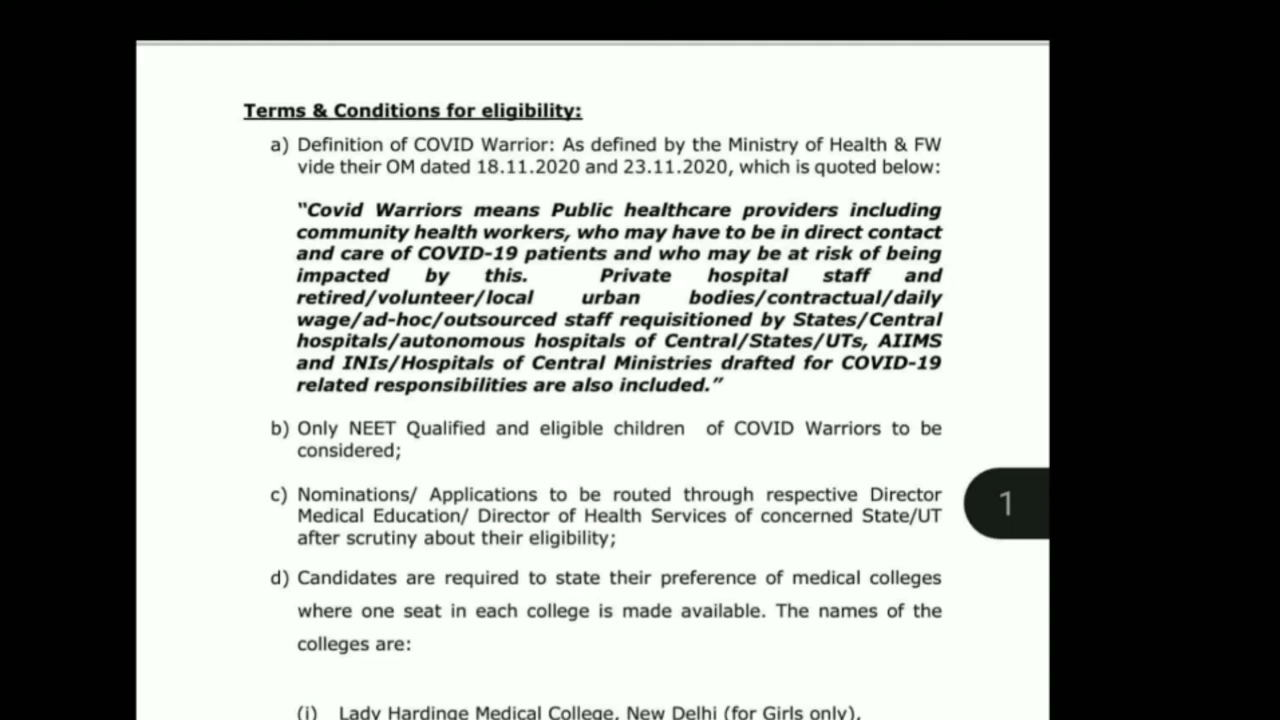 Terms & Conditions for eligibility:
a) Definition of COVID Warrior: As defined by the Ministry of Health & FW
vide their OM dated 18.11.2020 and 23.11.2020, which is quoted below:
“Covid Warriors means Public healthcare providers including
community health workers, who may have to be in direct contact
and care of COVID-19 patients and who may be at risk of being
impacted by this. Private hospital staff and
retired/volunteer/local urban bodies/contractual/daily
wage/ad-hoc/outsourced staff requisitioned by States/Central
hospitals/autonomous hospitals of Central/States/UTs, AIIMS
and INIs/Hospitals of Central Ministries drafted for COVID-19
related responsibilities are also included.”
b) Only NEET Qualified and eligible children of COVID Warriors to be
considered;
c) Nominations/ Applications to be routed through respective Director
Medical Education/ Director of Health Services of concerned State/UT
after scrutiny about their eligibility;
1
d) Candidates are required to state their preference of medical colleges
where one seat in each college is made available. The names of the
colleges are:
(i) Lady Hardinge Medical College, New Delhi (for Girls only),